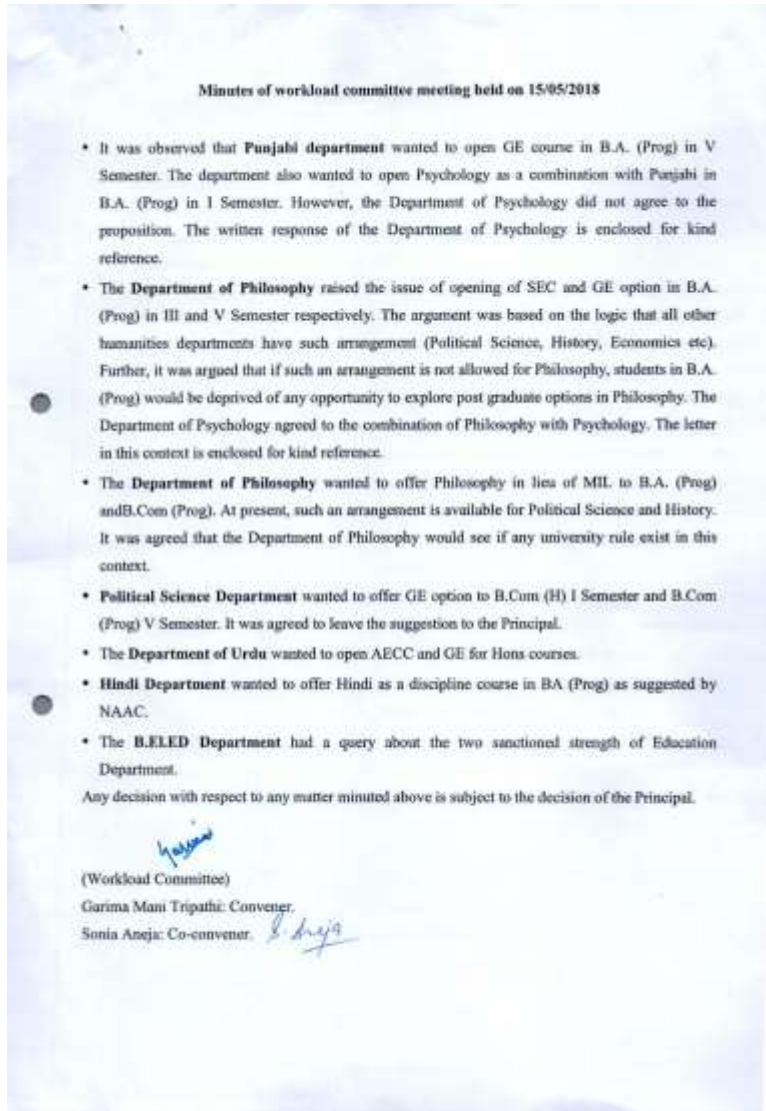 Minutes of workload committee meeting held on 15/05/2018
• It was observed that Punjabi department wanted to open GE course in B.A. (Prog) in V
Semester. The department also wanted to open Psychology as a combination with Punjabi in
B.A. (Prog) in I Semester. However, the Department of Psychology did not agree to the
proposition. The written response of the Department of Psychology is enclosed for kind
reference.
• The Department of Philosophy raised the issue of opening of SEC and GE option in B.A.
(Prog) in III and V Semester respectively. The argument was based on the logic that all other
humanities departments have such arrangement (Political Science, History, Economics etc).
Further, it was argued that if such an arrangement is not allowed for Philosophy, students in B.A.
(Prog) would be deprived of any opportunity to explore post graduate options in Philosophy. The
Department of Psychology agreed to the combination of Philosophy with Psychology. The letter
in this context is enclosed for kind reference.
• The Department of Philosophy wanted to offer Philosophy in lieu of MIL to B.A. (Prog)
andB.Com (Prog). At present, such an arrangement is available for Political Science and History.
It was agreed that the Department of Philosophy would see if any university rule exist in this
context.
• Political Science Department wanted to offer GE option to B.Com (H) I Semester and B.Com
(Prog) V Semester. It was agreed to leave the suggestion to the Principal.
• The Department of Urdu wanted to open AECC and GE for Hons courses.
• Hindi Department wanted to offer Hindi as a discipline course in BA (Prog) as suggested by
NAAC.
• The B.ELED Department had a query about the two sanctioned strength of Education
Department.
Any decision with respect to any matter minuted above is subject to the decision of the Principal.
(Workload Committee)
Garima Mani Tripathi: Convener.
Sonia Aneja: Co-convener. S. Aneja